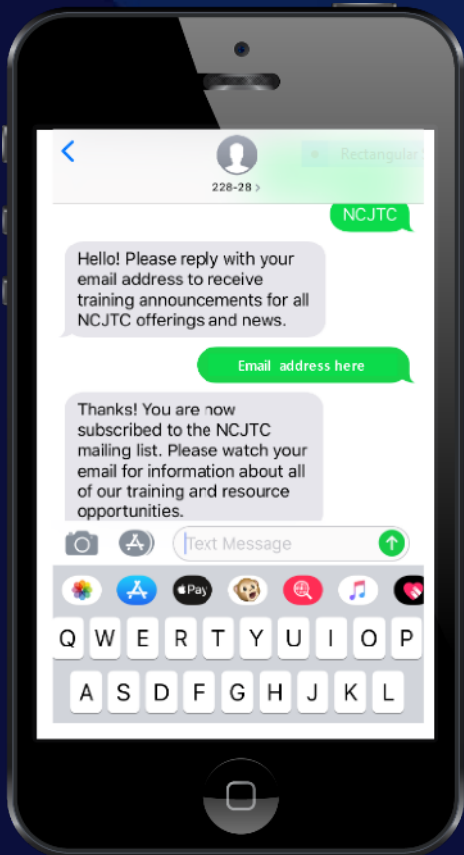 Rectangular
228-28 >
NCJTC
Hello! Please reply with your
email address to receive
training announcements for all
NCJTC offerings and news.
Email address here
Thanks! You are now
subscribed to the NCJTC
mailing list. Please watch your
email for information about all
of our training and resource
opportunities.
Text Message
Pay
Q W E R T Y U I O P
A S D F G H J K L